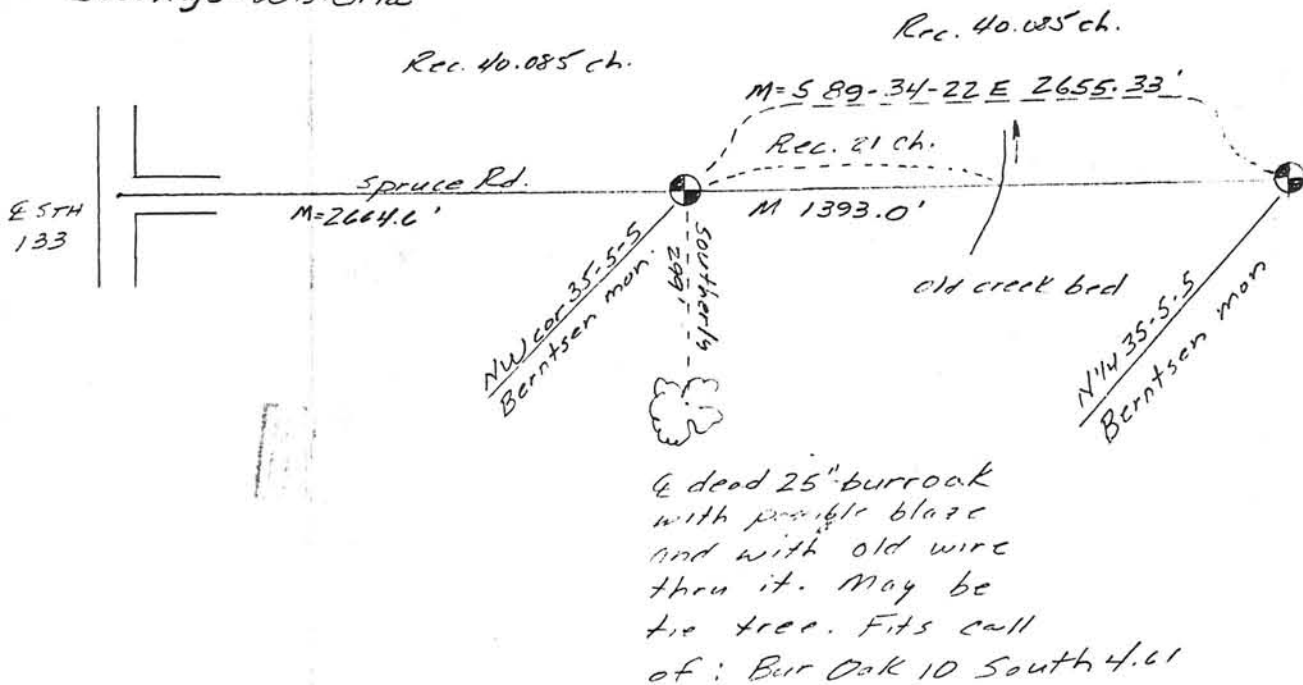 Rec. 40.085 ch.
Rec. 40.085 ch.
M= S 89-34-22 E 2655.33'
Rec. 21 ch.
Spruce Rd.
M=2664.6'
M 1393.0'
℄ STH
133
Southerly
299'
old creek bed
NW cor 35-5-5
Berntsen mon.
N 1/4 35-5-5
Berntsen mon
℄ dead 25" burroak
with possible blaze
and with old wire
thru it. May be
tie tree. Fits call
of: Bur Oak 10 South 4.61